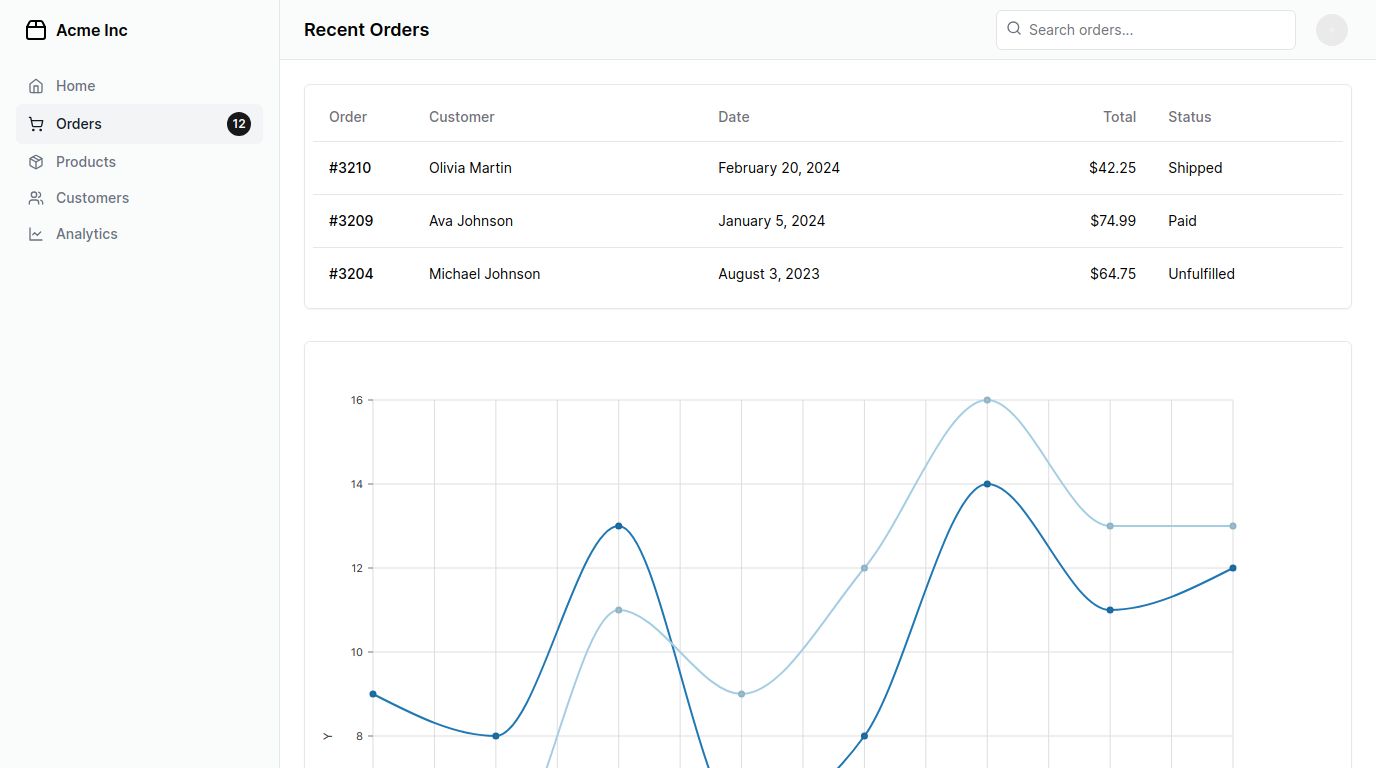 Acme Inc
Recent Orders
Search orders...
Home
Orders 12
Products
Customers
Analytics
Order Customer Date Total Status
#3210 Olivia Martin February 20, 2024 $42.25 Shipped
#3209 Ava Johnson January 5, 2024 $74.99 Paid
#3204 Michael Johnson August 3, 2023 $64.75 Unfulfilled
16
14
12
10
8
Y